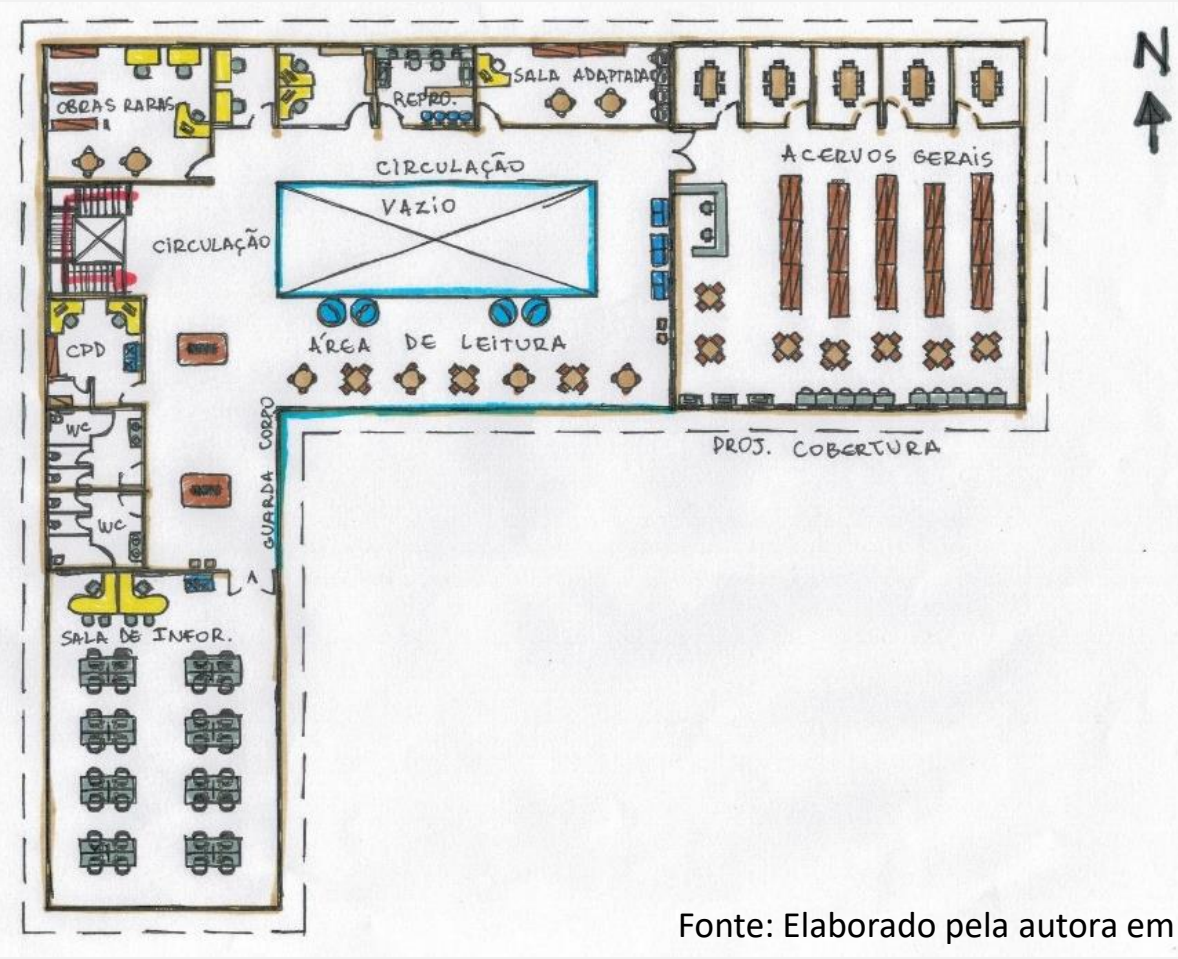 N
OBRAS RARAS
REPRO.
SALA ADAPTADA
CIRCULAÇÃO
ACERVOS GERAIS
VAZIO
CIRCULAÇÃO
CPD
ÁREA DE LEITURA
WC
GUARDA CORPO
PROJ. COBERTURA
WC
SALA DE INFOR.
Fonte: Elaborado pela autora em